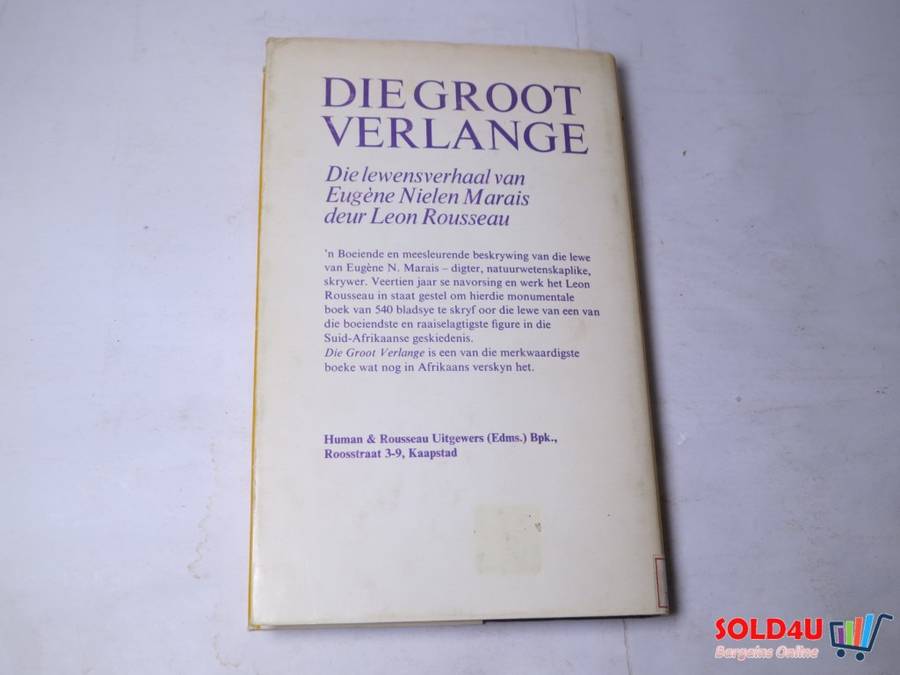 DIE GROOT
VERLANGE
Die lewensverhaal van
Eugène Nielen Marais
deur Leon Rousseau
'n Boeiende en meesleurende beskrywing van die lewe
van Eugène N. Marais – digter, natuurwetenskaplike,
skrywer. Veertien jaar se navorsing en werk het Leon
Rousseau in staat gestel om hierdie monumentale
boek van 540 bladsye te skryf oor die lewe van een van
die boeiendste en raaiselagtigste figure in die
Suid-Afrikaanse geskiedenis.
Die Groot Verlange is een van die merkwaardigste
boeke wat nog in Afrikaans verskyn het.
Human & Rousseau Uitgewers (Edms.) Bpk.,
Roosstraat 3-9, Kaapstad
SOLD4U
Bargains Online